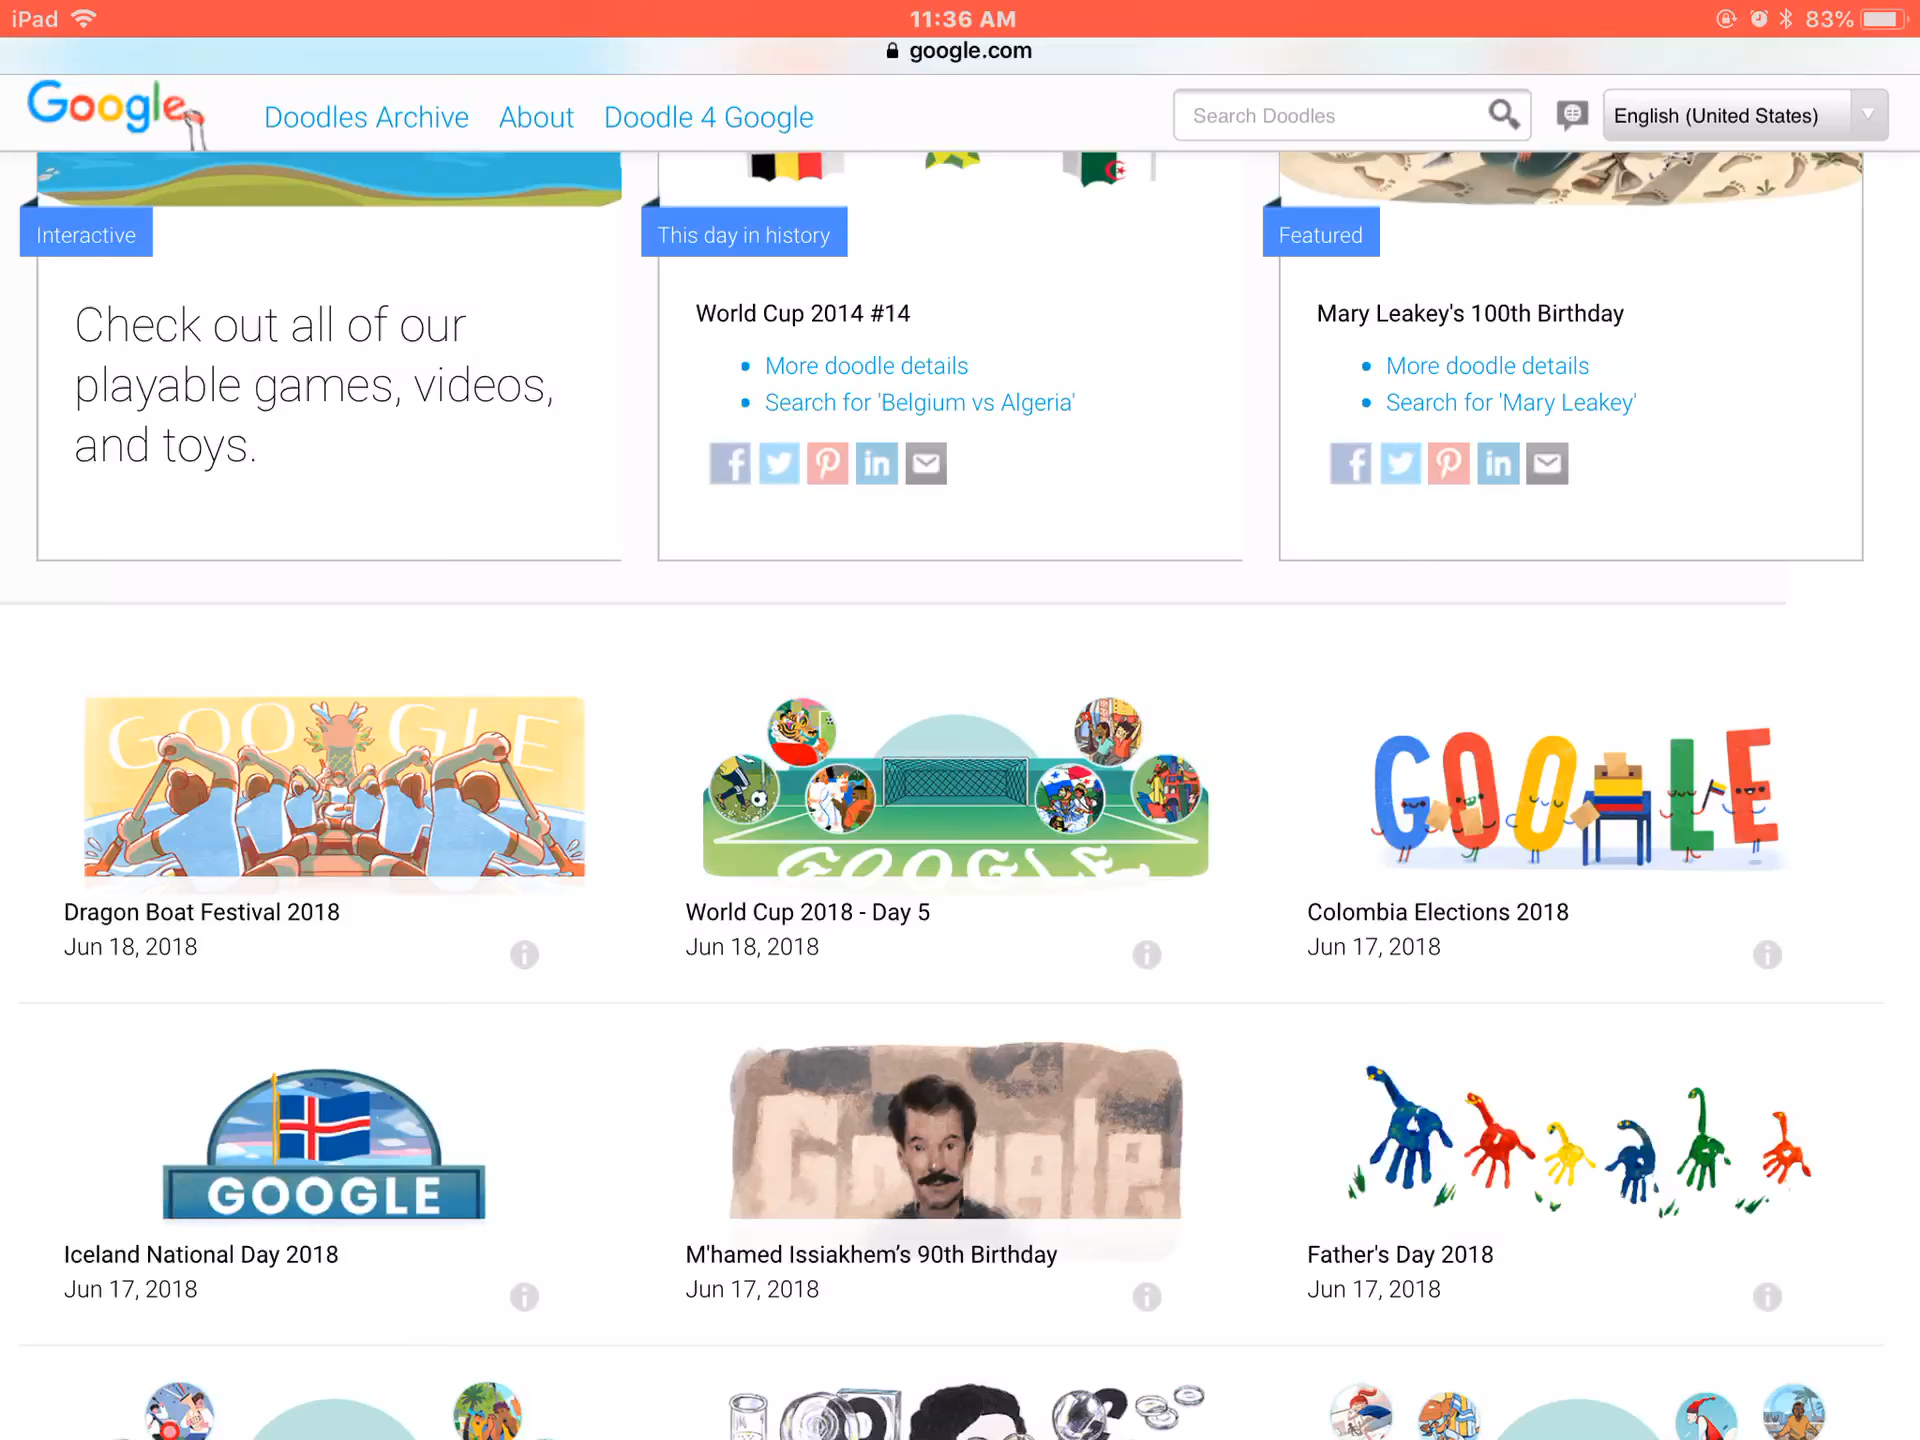 iPad
11:36 AM
83%
google.com
Google
Doodles Archive
About
Doodle 4 Google
Search Doodles
English (United States)
Interactive
This day in history
Featured
Check out all of our
playable games, videos,
and toys.
World Cup 2014 #14
More doodle details
Search for 'Belgium vs Algeria'
Mary Leakey's 100th Birthday
More doodle details
Search for 'Mary Leakey'
GOOGLE
GOOGLE
GOOGLE
Dragon Boat Festival 2018
Jun 18, 2018
World Cup 2018 - Day 5
Jun 18, 2018
Colombia Elections 2018
Jun 17, 2018
GOOGLE
Google
Iceland National Day 2018
Jun 17, 2018
M'hamed Issiakhem’s 90th Birthday
Jun 17, 2018
Father's Day 2018
Jun 17, 2018